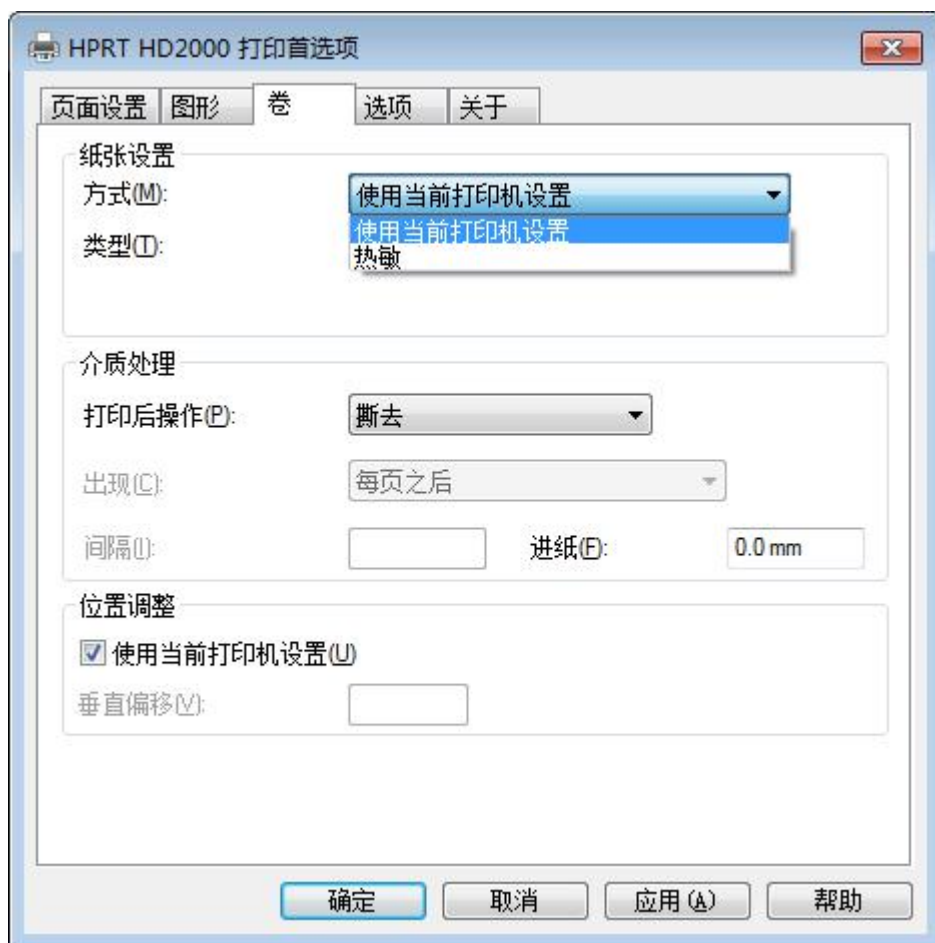 HPRT HD2000 打印首选项
页面设置 图形 卷 选项 关于
纸张设置
方式(M): 使用当前打印机设置
使用当前打印机设置
类型(T):
热敏
介质处理
打印后操作(P): 撕去
出现(C): 每页之后
间隔(I): 进纸(F): 0.0 mm
位置调整
使用当前打印机设置(U)
垂直偏移(V):
确定 取消 应用(A) 帮助